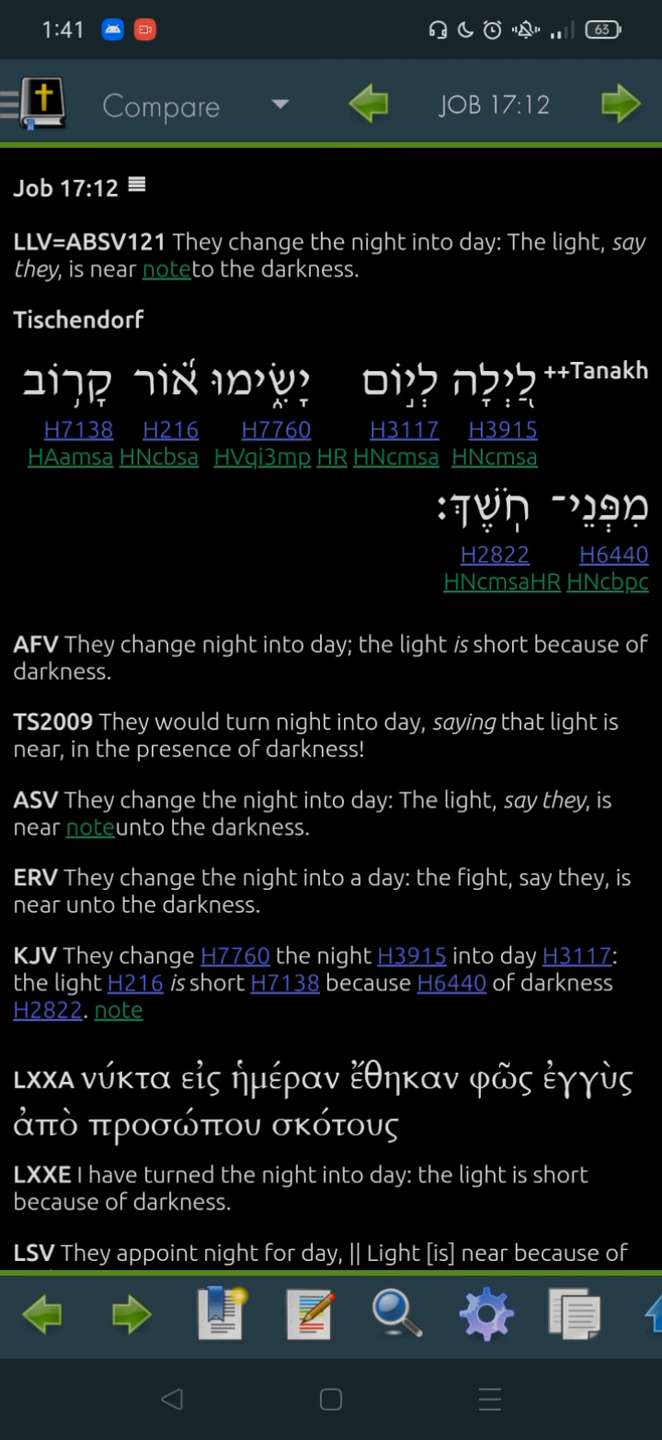 1:41
63
Compare
JOB 17:12
Job 17:12
LLV=ABSV121 They change the night into day: The light, say
they, is near noteto the darkness.
Tischendorf
++Tanakh לַ֭יְלָה לְי֣וֹם יָשִׂ֑ימוּ א֝֗וֹר קָר֥וֹב
H7138 H216 H7760 H3117 H3915
HAamsa HNcbsa HVqi3mp HR HNcmsa HNcmsa
מִפְּנֵי־ חֹֽשֶׁךְ׃
H2822 H6440
HNcmsaHR HNcbpc
AFV They change night into day; the light is short because of
darkness.
TS2009 They would turn night into day, saying that light is
near, in the presence of darkness!
ASV They change the night into day: The light, say they, is
near noteunto the darkness.
ERV They change the night into a day: the fight, say they, is
near unto the darkness.
KJV They change H7760 the night H3915 into day H3117:
the light H216 is short H7138 because H6440 of darkness
H2822. note
LXXA νύκτα εἰς ἡμέραν ἔθηκαν φῶς ἐγγὺς
ἀπὸ προσώπου σκότους
LXXE I have turned the night into day: the light is short
because of darkness.
LSV They appoint night for day, || Light [is] near because of